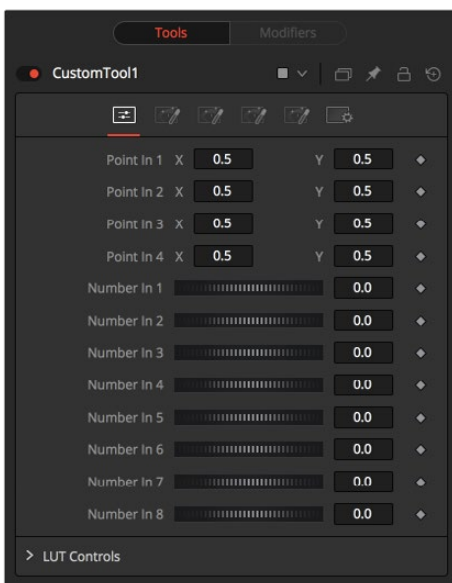 Tools Modifiers
CustomTool1
Point In 1 X 0.5 Y 0.5
Point In 2 X 0.5 Y 0.5
Point In 3 X 0.5 Y 0.5
Point In 4 X 0.5 Y 0.5
Number In 1 0.0
Number In 2 0.0
Number In 3 0.0
Number In 4 0.0
Number In 5 0.0
Number In 6 0.0
Number In 7 0.0
Number In 8 0.0
LUT Controls